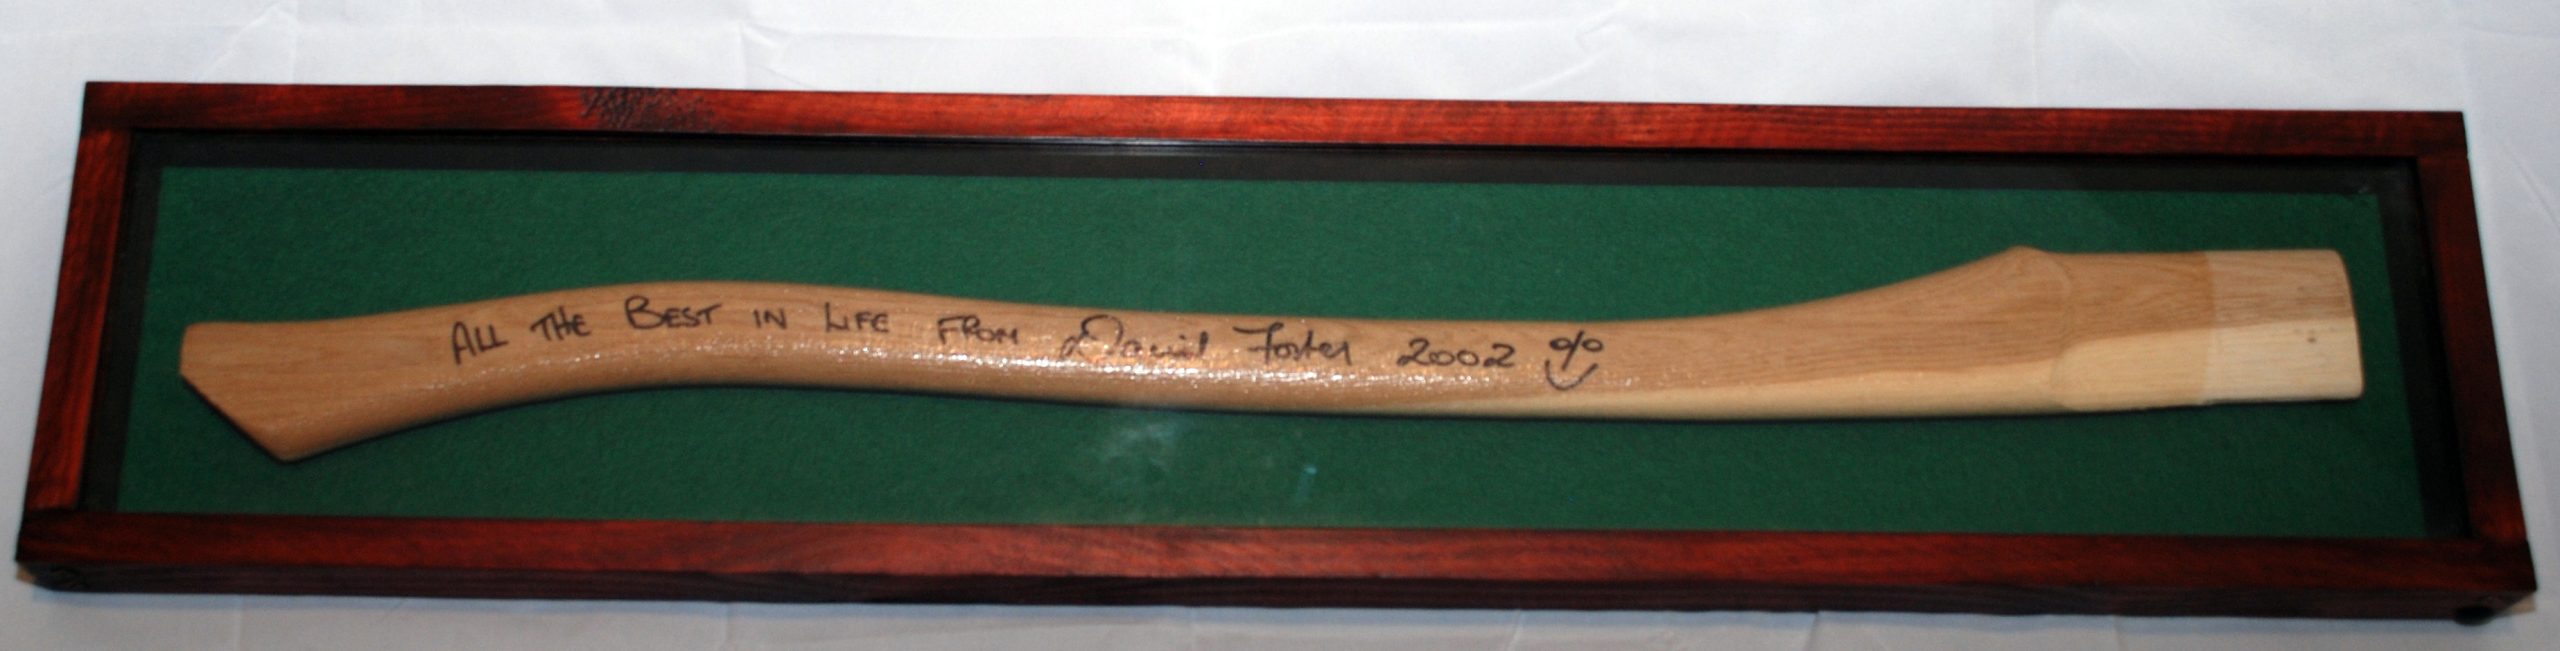 ALL THE BEST IN LIFE FROM David Foster 2002